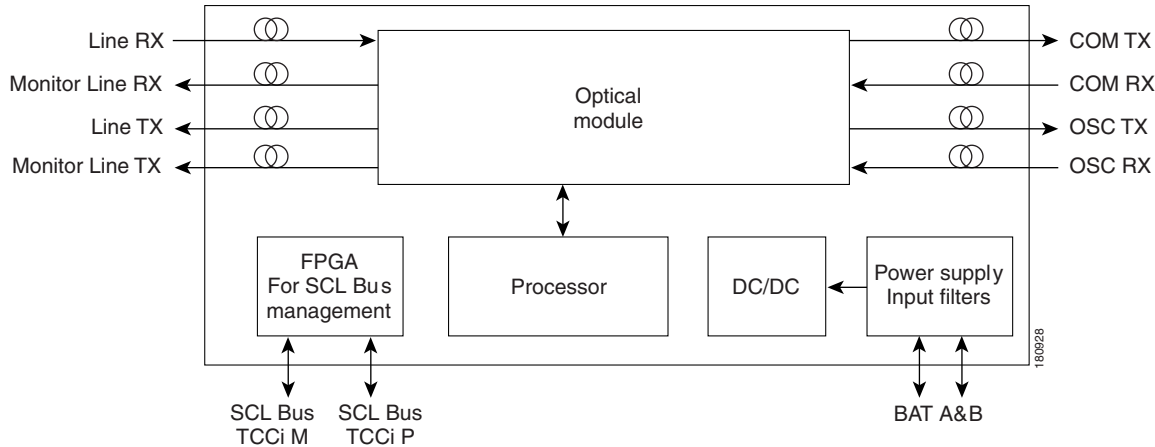 Line RX
Monitor Line RX
Line TX
Monitor Line TX
Optical
module
COM TX
COM RX
OSC TX
OSC RX
FPGA
For SCL Bus
management
Processor
DC/DC
Power supply
Input filters
180928
SCL Bus
TCCi M
SCL Bus
TCCi P
BAT A&B